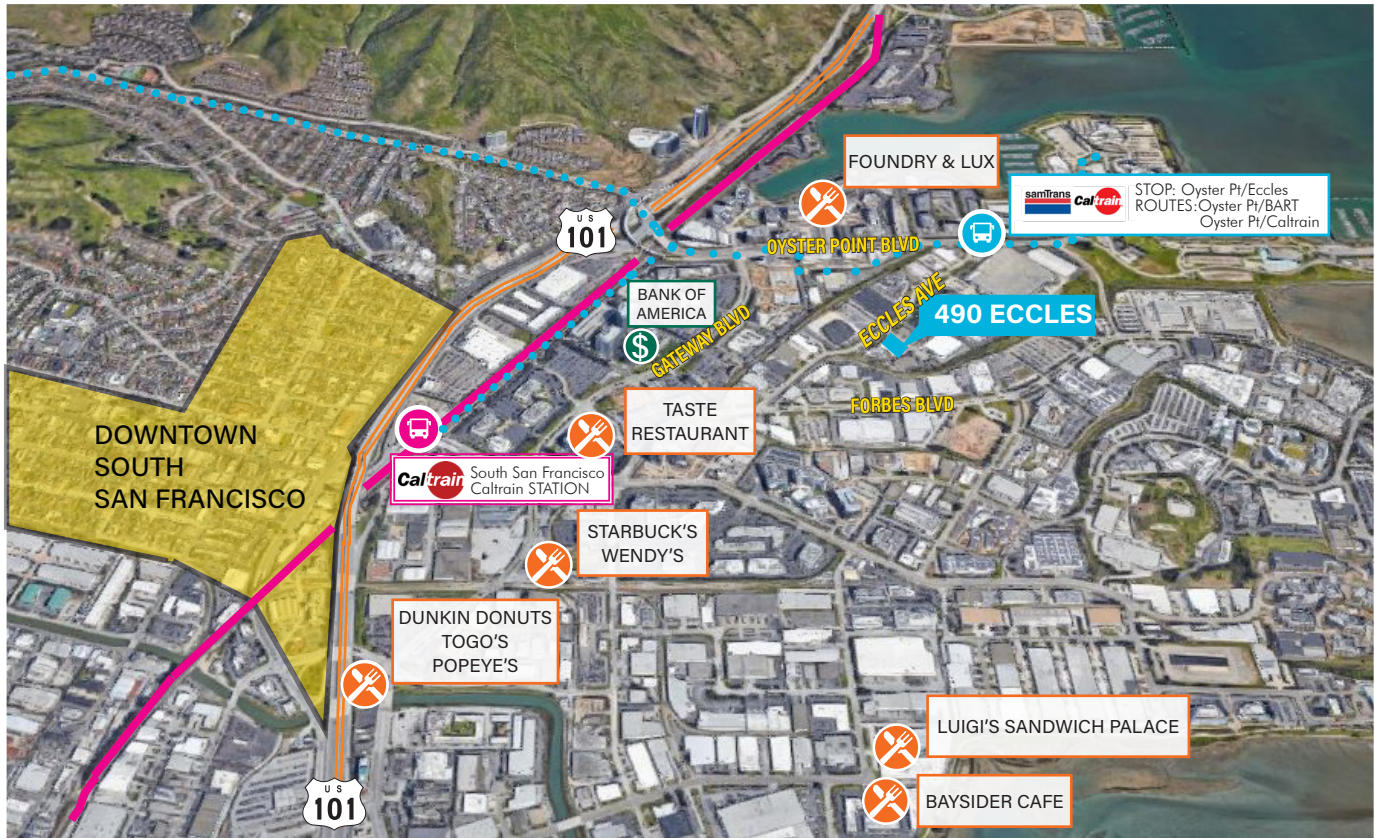 FOUNDRY & LUX
samTrans
Caltrain
STOP: Oyster Pt/Eccles
ROUTES:Oyster Pt/BART
Oyster Pt/Caltrain
U S
101
OYSTER POINT BLVD
BANK OF
AMERICA
$
GATEWAY BLVD
ECCLES AVE
490 ECCLES
FORBES BLVD
TASTE
RESTAURANT
DOWNTOWN
SOUTH
SAN FRANCISCO
Caltrain
South San Francisco
Caltrain STATION
STARBUCK'S
WENDY'S
DUNKIN DONUTS
TOGO'S
POPEYE'S
LUIGI'S SANDWICH PALACE
U S
101
BAYSIDER CAFE